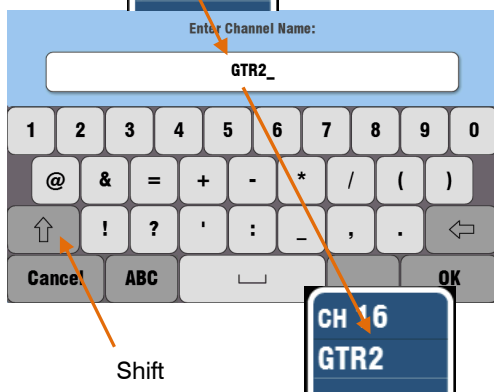 Enter Channel Name:
GTR2_
1 2 3 4 5 6 7 8 9 0
@ & = + - * / ( )
! ? ' : _ , .
Cancel ABC OK
CH 16
GTR2
Shift